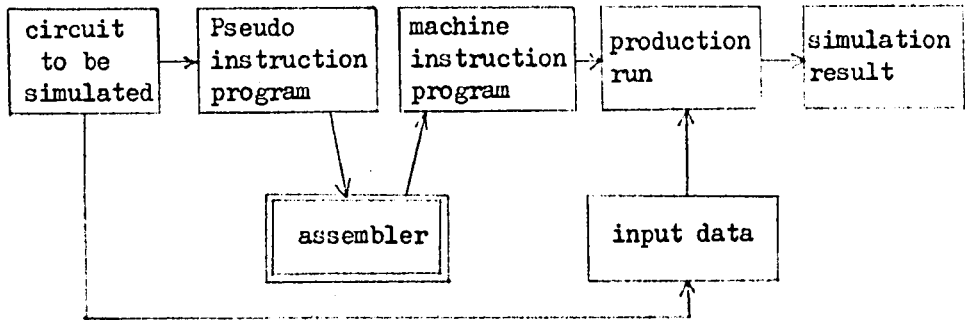 circuit
to be
simulated
Pseudo
instruction
program
machine
instruction
program
production
run
simulation
result
assembler
input data